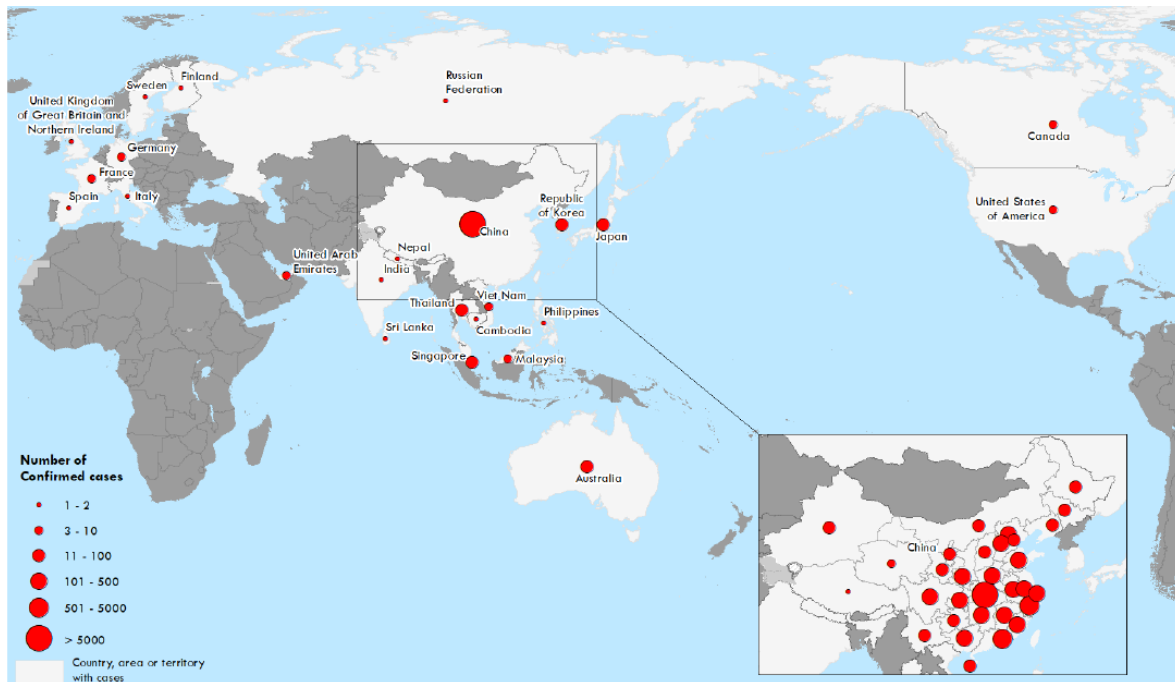 Sweden
Finland
Russian
Federation
United Kingdom
of Great Britain and
Northern Ireland
Germany
France
Spain
Italy
Canada
United States
of America
Republic
of Korea
China
Japan
Nepal
India
United Arab
Emirates
Thailand
Viet Nam
Philippines
Cambodia
Sri Lanka
Singapore
Malaysia
Australia
Number of
Confirmed cases
1 - 2
3 - 10
11 - 100
101 - 500
501 - 5000
> 5000
Country, area or territory
with cases
China